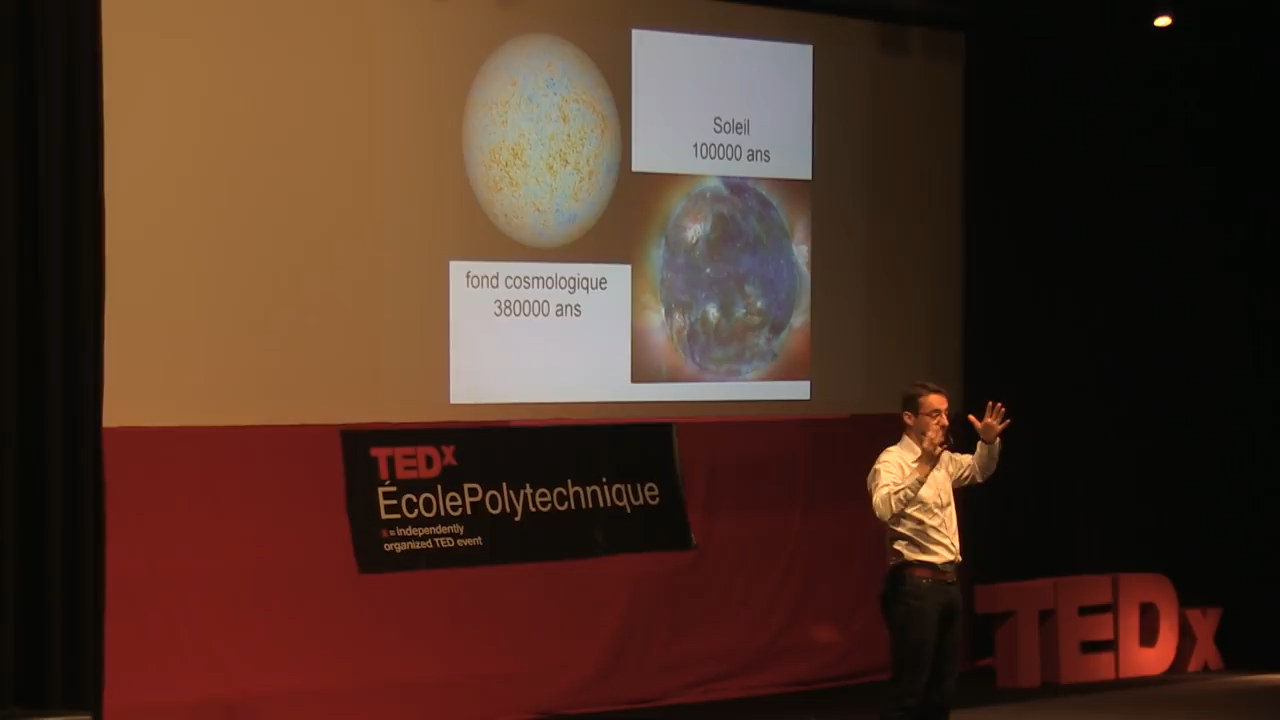 Soleil
100000 ans
fond cosmologique
380000 ans
TEDx
ÉcolePolytechnique
x = independently
organized TED event
TEDx